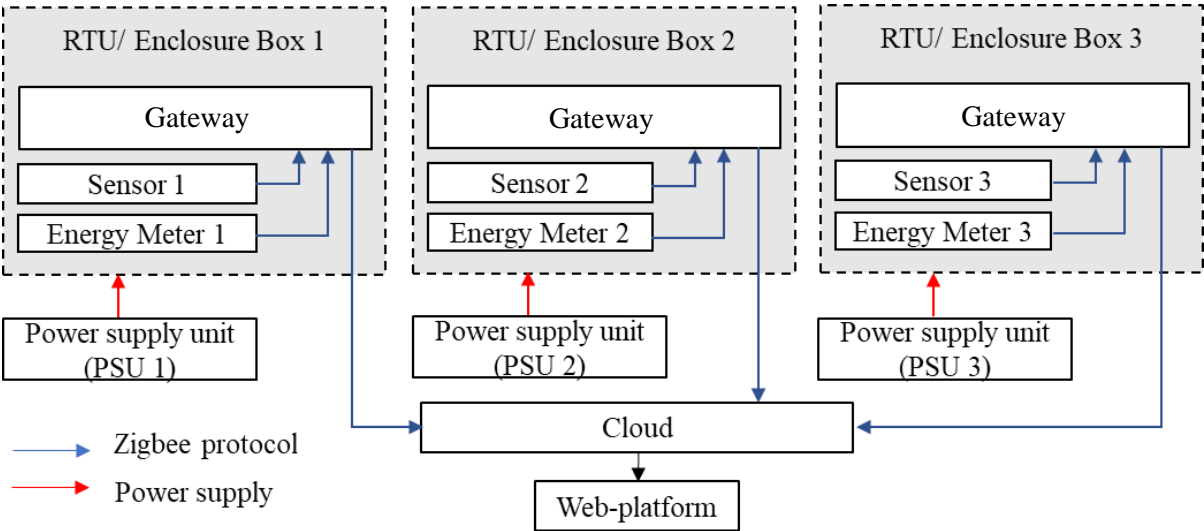 RTU/ Enclosure Box 1
Gateway
Sensor 1
Energy Meter 1
Power supply unit
(PSU 1)
RTU/ Enclosure Box 2
Gateway
Sensor 2
Energy Meter 2
Power supply unit
(PSU 2)
RTU/ Enclosure Box 3
Gateway
Sensor 3
Energy Meter 3
Power supply unit
(PSU 3)
Cloud
Web-platform
Zigbee protocol
Power supply